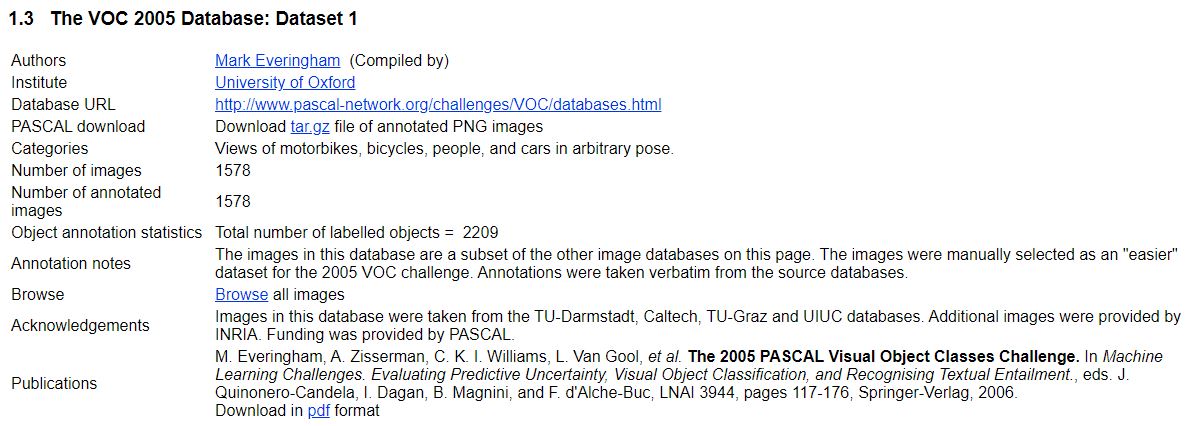 1.3 The VOC 2005 Database: Dataset 1
Authors Mark Everingham (Compiled by)
Institute University of Oxford
Database URL http://www.pascal-network.org/challenges/VOC/databases.html
PASCAL download Download tar.gz file of annotated PNG images
Categories Views of motorbikes, bicycles, people, and cars in arbitrary pose.
Number of images 1578
Number of annotated
images
1578
Object annotation statistics Total number of labelled objects = 2209
Annotation notes
The images in this database are a subset of the other image databases on this page. The images were manually selected as an "easier"
dataset for the 2005 VOC challenge. Annotations were taken verbatim from the source databases.
Browse Browse all images
Acknowledgements
Images in this database were taken from the TU-Darmstadt, Caltech, TU-Graz and UIUC databases. Additional images were provided by
INRIA. Funding was provided by PASCAL.
Publications
M. Everingham, A. Zisserman, C. K. I. Williams, L. Van Gool, et al. The 2005 PASCAL Visual Object Classes Challenge. In Machine
Learning Challenges. Evaluating Predictive Uncertainty, Visual Object Classification, and Recognising Textual Entailment., eds. J.
Quinonero-Candela, I. Dagan, B. Magnini, and F. d'Alche-Buc, LNAI 3944, pages 117-176, Springer-Verlag, 2006.
Download in pdf format